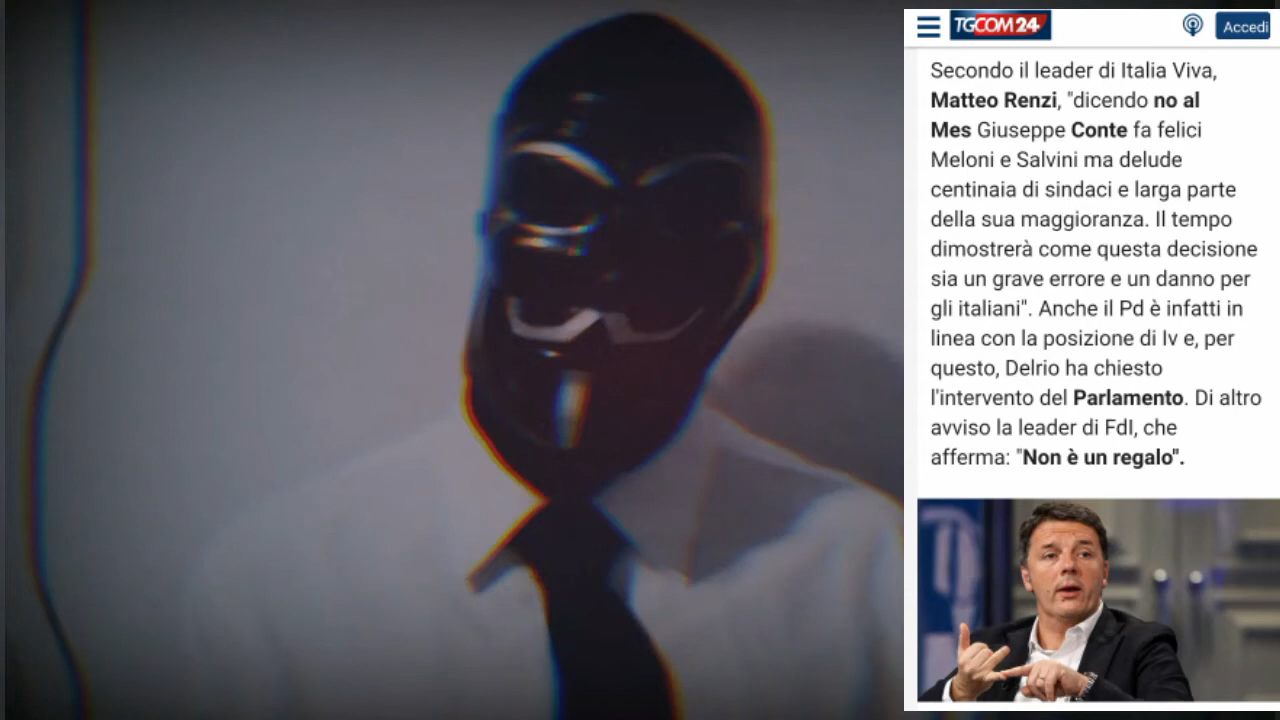 TGCOM24
Accedi
Secondo il leader di Italia Viva,
Matteo Renzi, "dicendo no al
Mes Giuseppe Conte fa felici
Meloni e Salvini ma delude
centinaia di sindaci e larga parte
della sua maggioranza. Il tempo
dimostrerà come questa decisione
sia un grave errore e un danno per
gli italiani". Anche il Pd è infatti in
linea con la posizione di Iv e, per
questo, Delrio ha chiesto
l'intervento del Parlamento. Di altro
avviso la leader di FdI, che
afferma: "Non è un regalo".